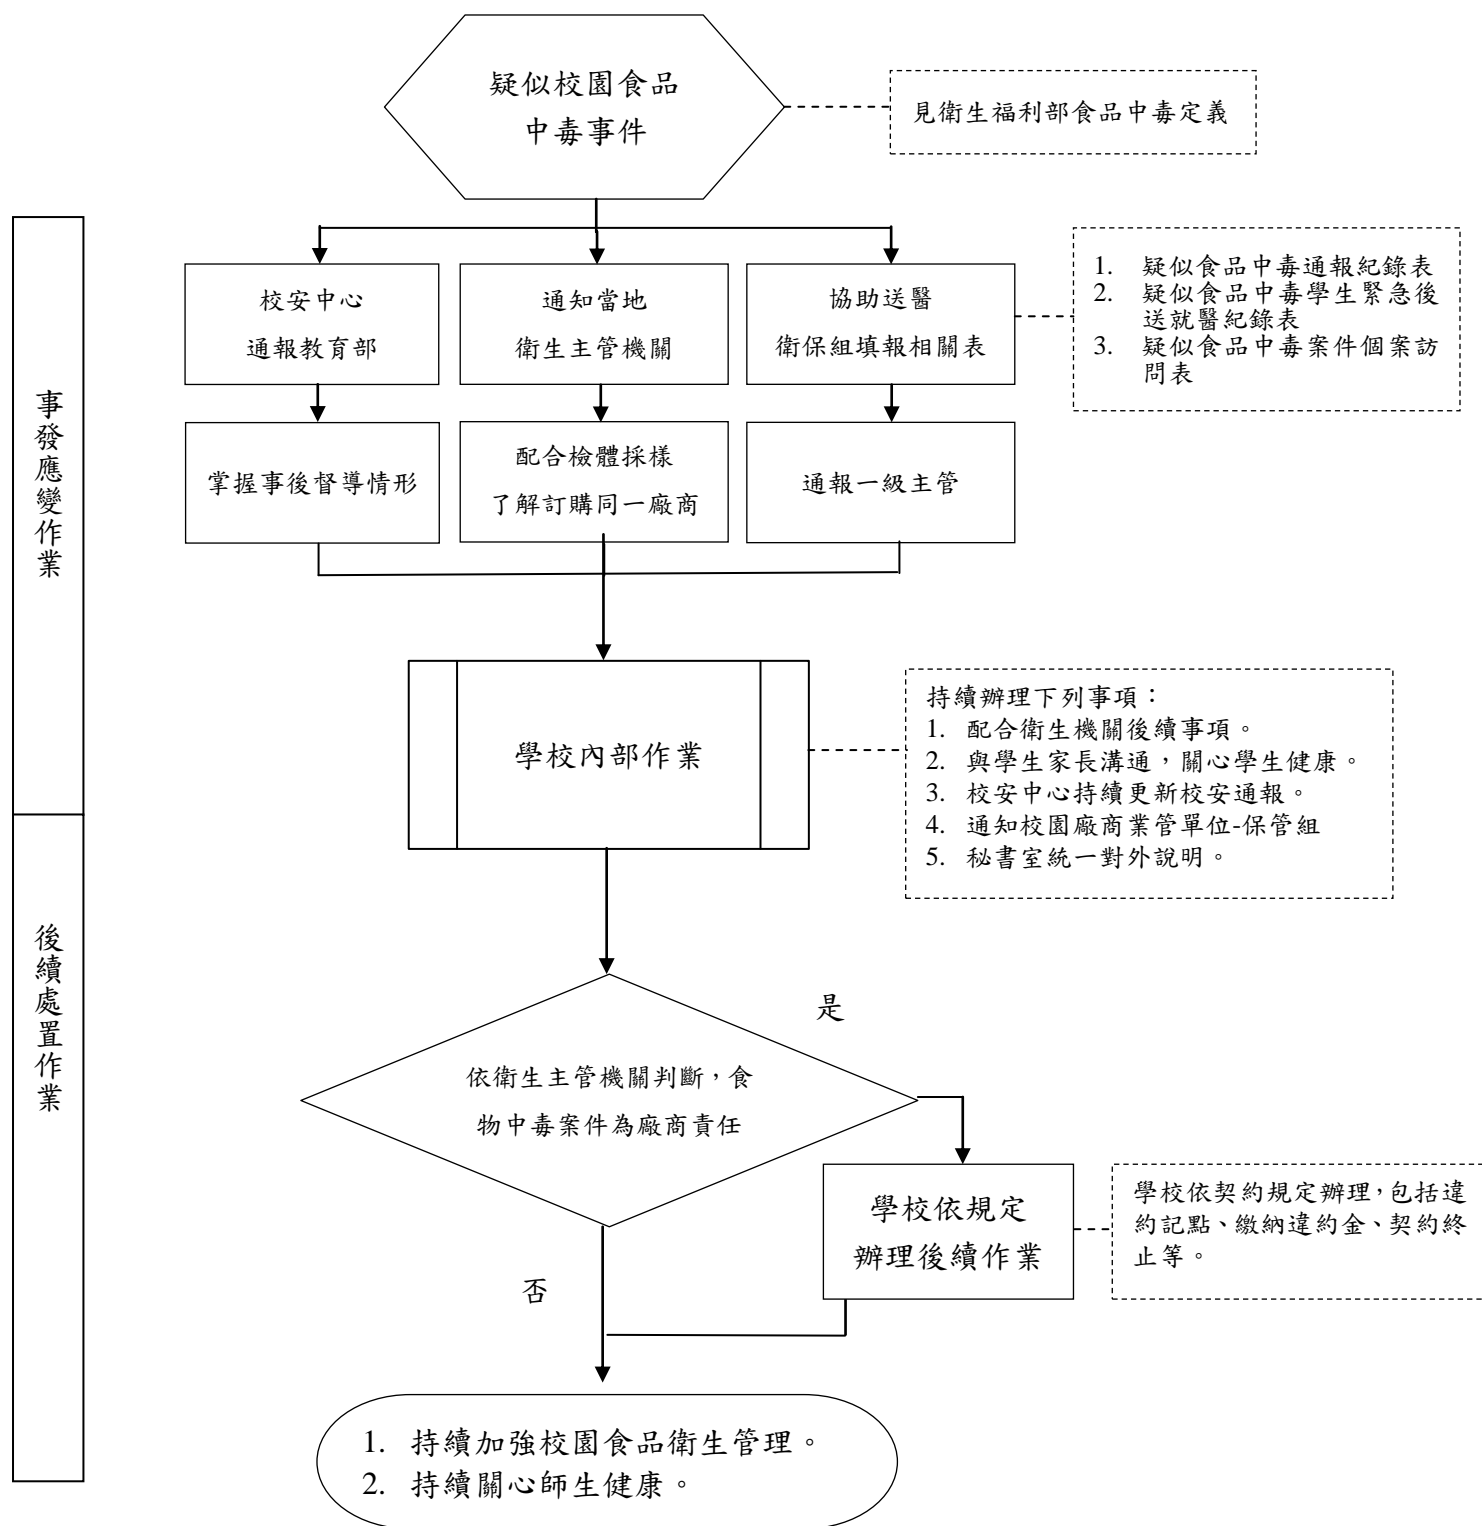 疑似校園食品
中毒事件
見衛生福利部食品中毒定義
事發應變作業
校安中心
通報教育部
通知當地
衛生主管機關
協助送醫
衛保組填報相關表
1. 疑似食品中毒通報紀錄表
2. 疑似食品中毒學生緊急後
送就醫紀錄表
3. 疑似食品中毒案件個案訪
問表
掌握事後督導情形
配合檢體採樣
了解訂購同一廠商
通報一級主管
學校內部作業
持續辦理下列事項：
1. 配合衛生機關後續事項。
2. 與學生家長溝通，關心學生健康。
3. 校安中心持續更新校安通報。
4. 通知校園廠商業管單位-保管組
5. 秘書室統一對外說明。
後續處置作業
是
依衛生主管機關判斷，食
物中毒案件為廠商責任
學校依規定
辦理後續作業
學校依契約規定辦理，包括違
約記點、繳納違約金、契約終
止等。
否
1. 持續加強校園食品衛生管理。
2. 持續關心師生健康。